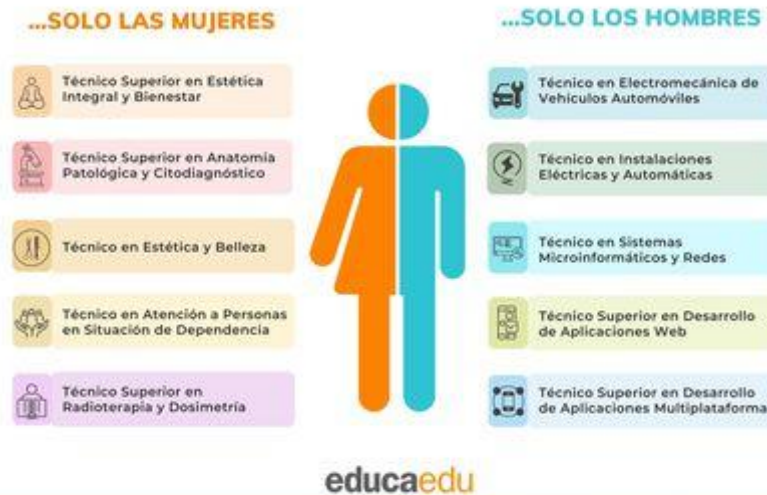 ...SOLO LAS MUJERES
Técnico Superior en Estética
Integral y Bienestar
Técnico Superior en Anatomía
Patológica y Citodiagnóstico
Técnico en Estética y Belleza
Técnico en Atención a Personas
en Situación de Dependencia
Técnico Superior en
Radioterapia y Dosimetría
...SOLO LOS HOMBRES
Técnico en Electromecánica de
Vehículos Automóviles
Técnico en Instalaciones
Eléctricas y Automáticas
Técnico en Sistemas
Microinformáticos y Redes
Técnico Superior en Desarrollo
de Aplicaciones Web
Técnico Superior en Desarrollo
de Aplicaciones Multiplataforma
educaedu